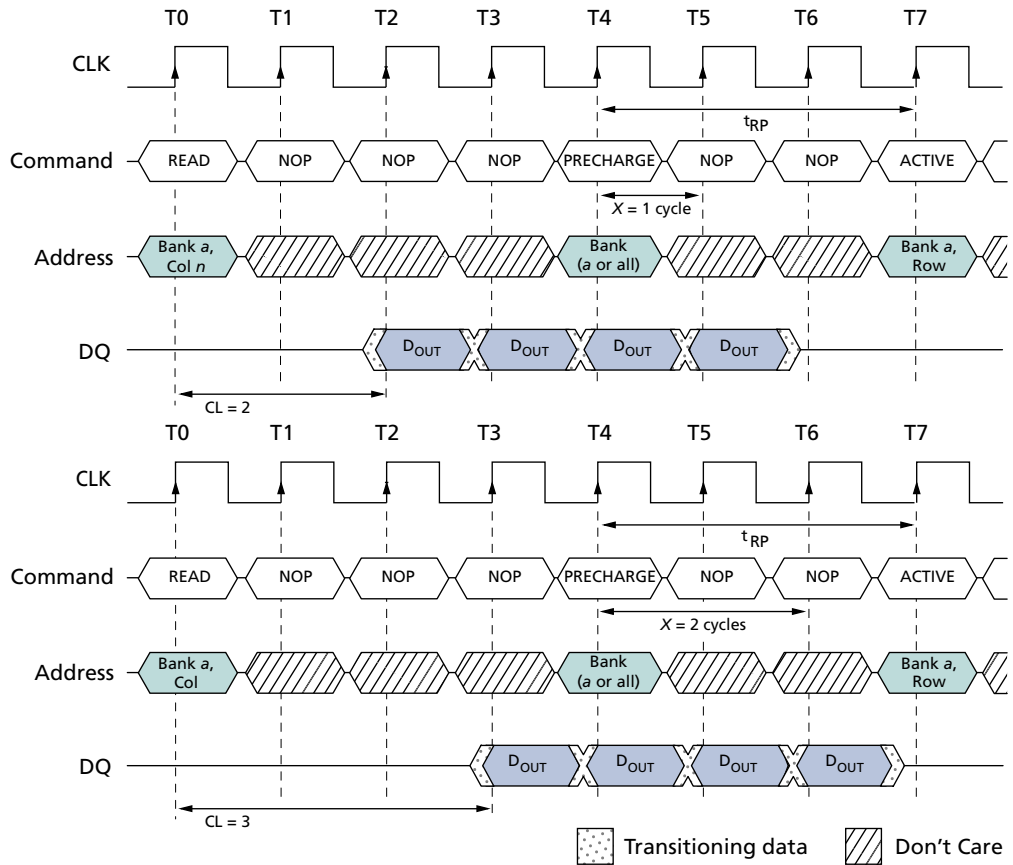 T0 T1 T2 T3 T4 T5 T6 T7
CLK
tRP
Command READ NOP NOP NOP PRECHARGE NOP NOP ACTIVE
X = 1 cycle
Address Bank a, Col n Bank (a or all) Bank a, Row
DQ DOUT DOUT DOUT DOUT
CL = 2
T0 T1 T2 T3 T4 T5 T6 T7
CLK
tRP
Command READ NOP NOP NOP PRECHARGE NOP NOP ACTIVE
X = 2 cycles
Address Bank a, Col Bank (a or all) Bank a, Row
DQ DOUT DOUT DOUT DOUT
CL = 3
Transitioning data Don't Care